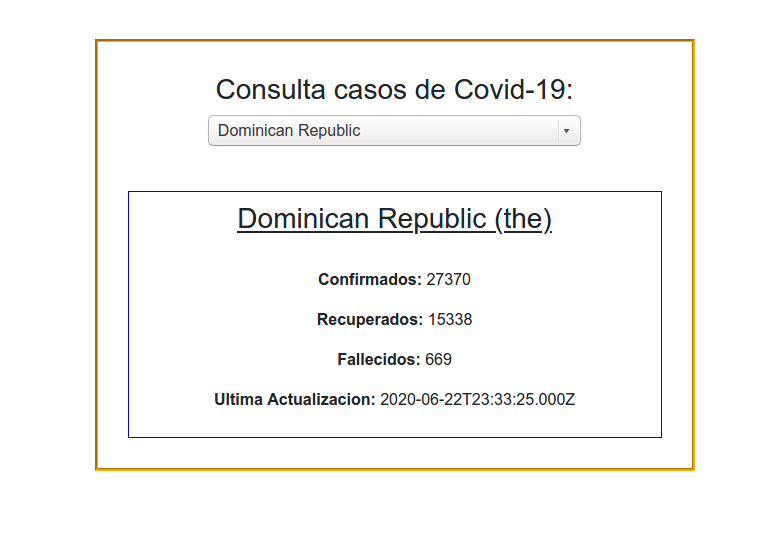 Consulta casos de Covid-19:
Dominican Republic
Dominican Republic (the)
Confirmados: 27370
Recuperados: 15338
Fallecidos: 669
Ultima Actualizacion: 2020-06-22T23:33:25.000Z